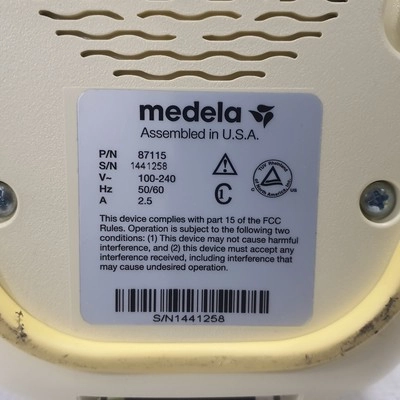 medela
Assembled in U.S.A.
P/N 87115
S/N 1441258
V~ 100-240
Hz 50/60
A 2.5
This device complies with part 15 of the FCC
Rules. Operation is subject to the following two
conditions: (1) This device may not cause harmful
interference, and (2) this device must accept any
interference received, including interference that
may cause undesired operation.
S/N1441258